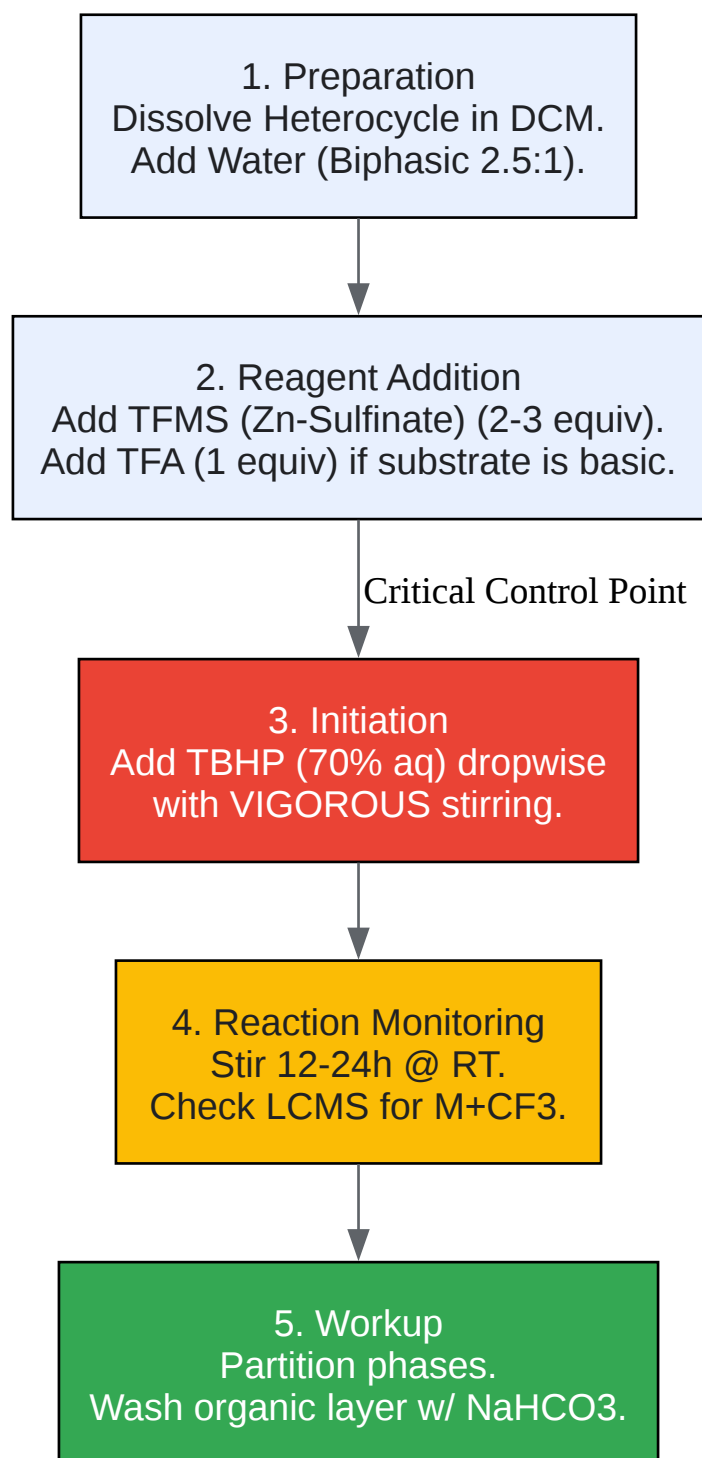 1. Preparation
Dissolve Heterocycle in DCM.
Add Water (Biphasic 2.5:1).
2. Reagent Addition
Add TFMS (Zn-Sulfinate) (2-3 equiv).
Add TFA (1 equiv) if substrate is basic.
Critical Control Point
3. Initiation
Add TBHP (70% aq) dropwise
with VIGOROUS stirring.
4. Reaction Monitoring
Stir 12-24h @ RT.
Check LCMS for M+CF3.
5. Workup
Partition phases.
Wash organic layer w/ NaHCO3.